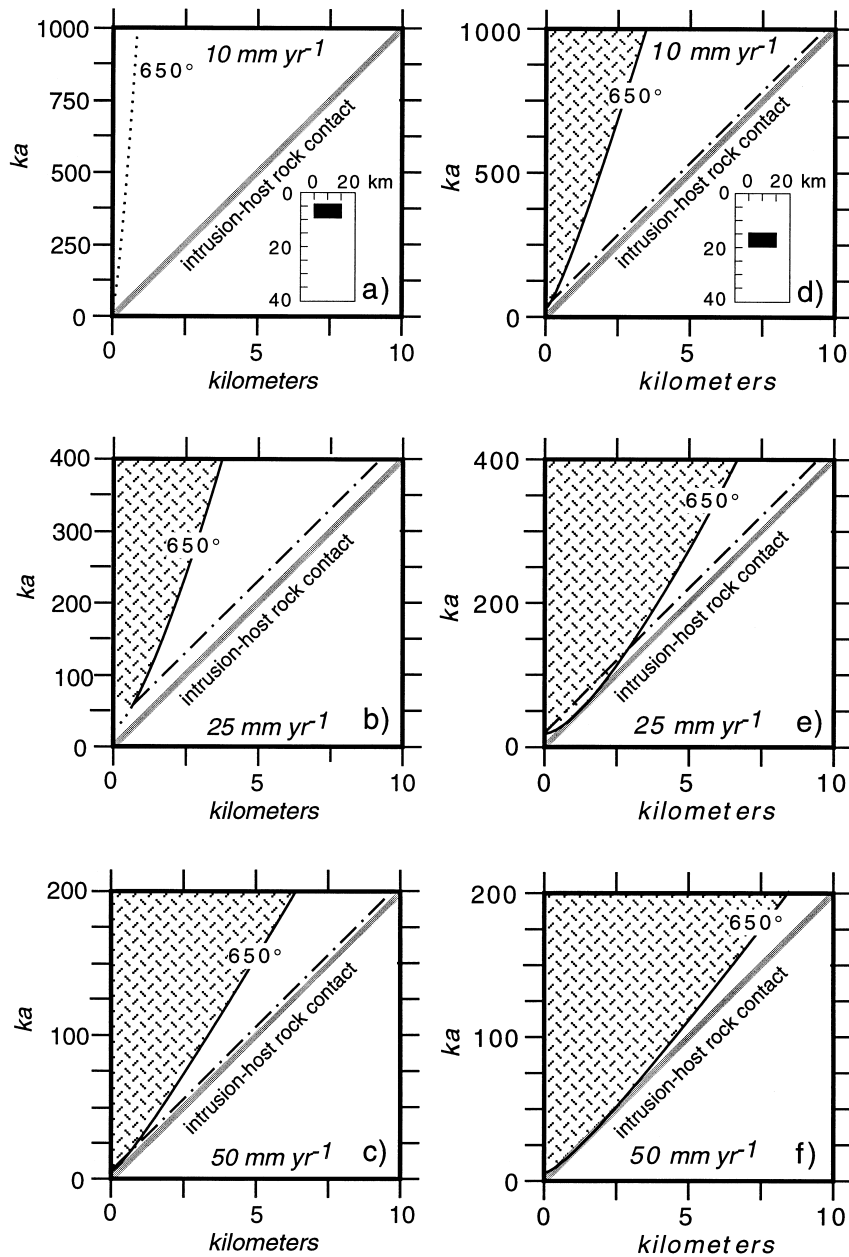 1000
750
500
250
0
ka
650°
10 mm yr-1
intrusion-host rock contact
0 20 km
0
20
40
a)
0 5 10
kilometers
1000
500
0
ka
650°
10 mm yr-1
intrusion-host rock contact
0 20 km
0
20
40
d)
0 5 10
kilometers
400
300
200
100
0
ka
650°
intrusion-host rock contact
25 mm yr-1
b)
0 5 10
kilometers
400
200
0
ka
650°
intrusion-host rock contact
25 mm yr-1
e)
0 5 10
kilometers
200
100
0
ka
650°
intrusion-host rock contact
50 mm yr-1
c)
0 5 10
kilometers
200
100
0
ka
650°
intrusion-host rock contact
50 mm yr-1
f)
0 5 10
kilometers